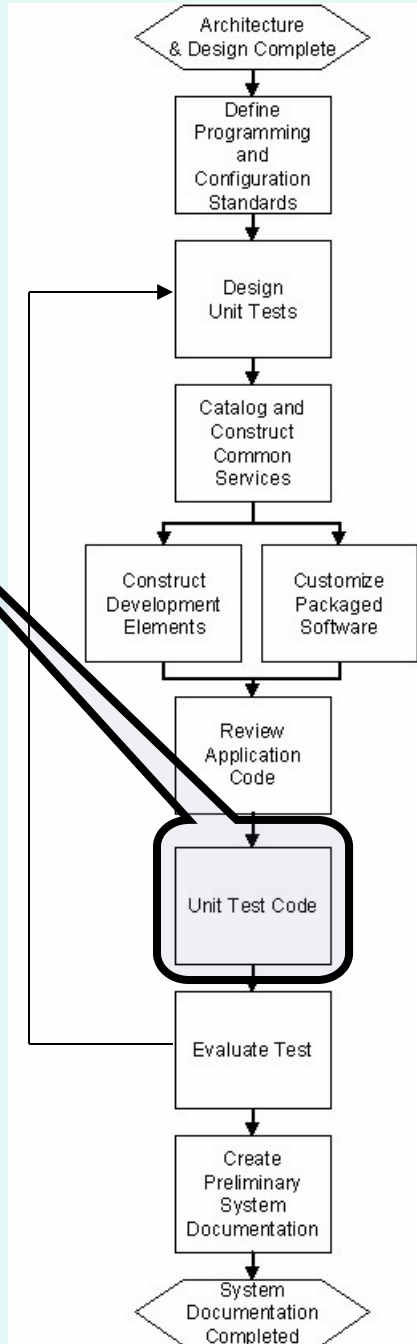 Architecture
& Design Complete
Define
Programming
and
Configuration
Standards
Design
Unit Tests
Catalog and
Construct
Common
Services
Construct
Development
Elements
Customize
Packaged
Software
Review
Application
Code
Unit Test Code
Evaluate Test
Create
Preliminary
System
Documentation
System
Documentation
Completed